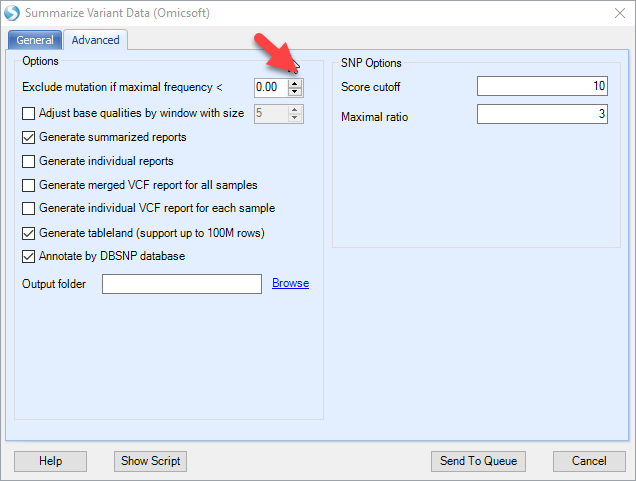 Summarize Variant Data (Omicsoft)
General Advanced
Options
Exclude mutation if maximal frequency < 0.00
Adjust base qualities by window with size 5
Generate summarized reports
Generate individual reports
Generate merged VCF report for all samples
Generate individual VCF report for each sample
Generate tableland (support up to 100M rows)
Annotate by DBSNP database
Output folder Browse
SNP Options
Score cutoff 10
Maximal ratio 3
Help Show Script Send To Queue Cancel